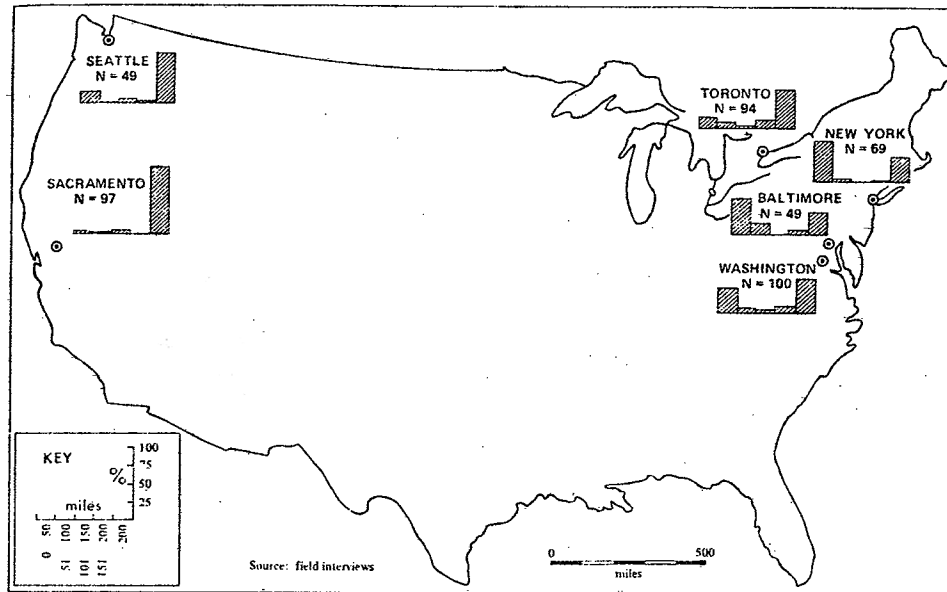 SEATTLE
N = 49
TORONTO
N = 94
NEW YORK
N = 69
SACRAMENTO
N = 97
BALTIMORE
N = 49
WASHINGTON
N = 100
KEY
100
75
%
50
25
miles
0 50
51 100
101 150
151 200
200
Source: field interviews
0 500
miles